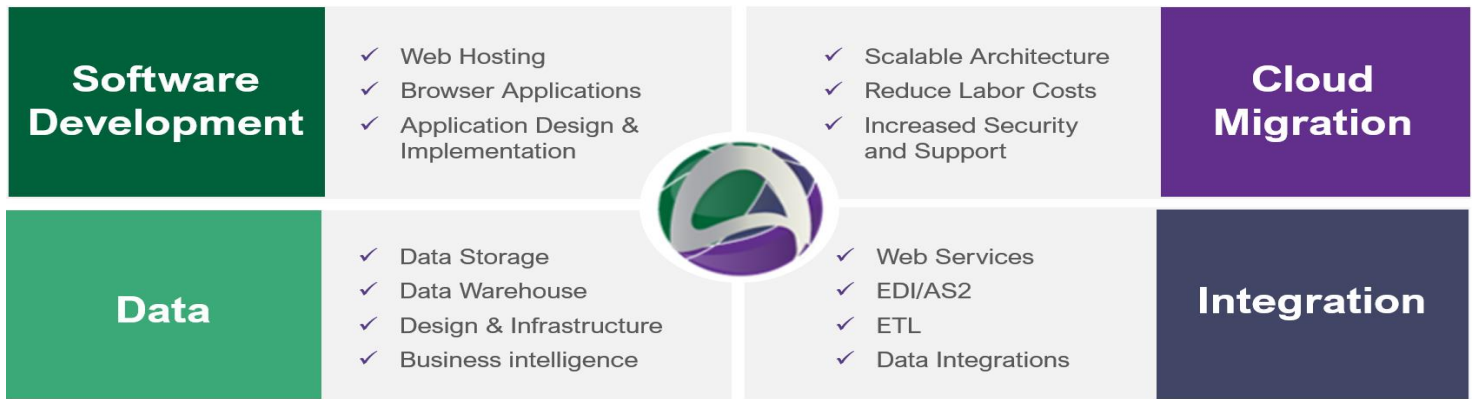 Software
Development
Web Hosting
Browser Applications
Application Design &
Implementation
Scalable Architecture
Reduce Labor Costs
Increased Security
and Support
Cloud
Migration
Data
Data Storage
Data Warehouse
Design & Infrastructure
Business intelligence
Web Services
EDI/AS2
ETL
Data Integrations
Integration